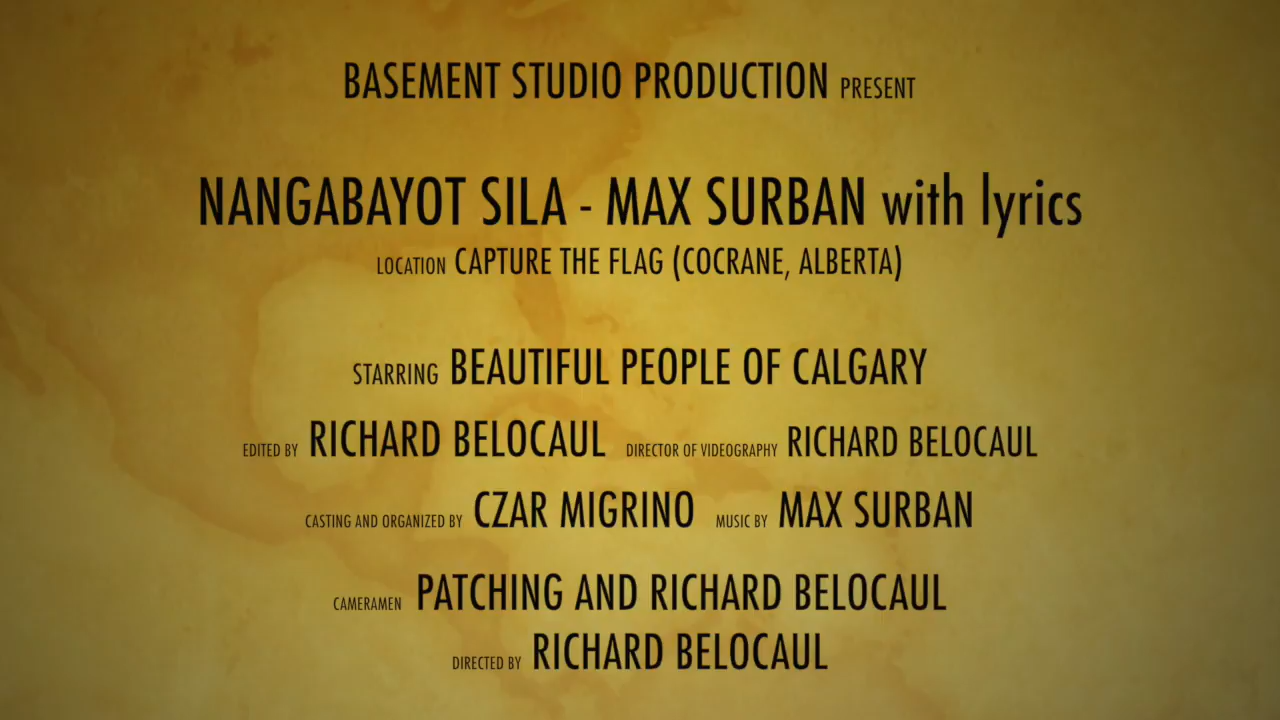 BASEMENT STUDIO PRODUCTION PRESENT
NANGABAYOT SILA - MAX SURBAN with lyrics
LOCATION CAPTURE THE FLAG (COCRANE, ALBERTA)
STARRING BEAUTIFUL PEOPLE OF CALGARY
EDITED BY RICHARD BELOCAUL DIRECTOR OF VIDEOGRAPHY RICHARD BELOCAUL
CASTING AND ORGANIZED BY CZAR MIGRINO MUSIC BY MAX SURBAN
CAMERAMEN PATCHING AND RICHARD BELOCAUL
DIRECTED BY RICHARD BELOCAUL